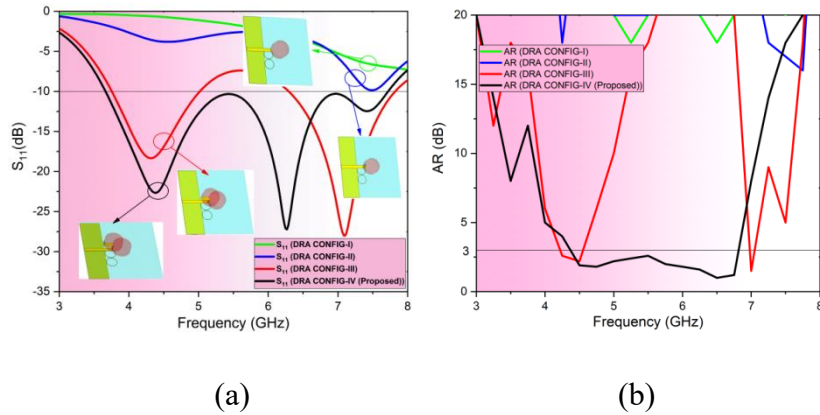 0
-5
-10
-15
-20
-25
-30
-35
S11(dB)
3
4
5
6
7
8
Frequency (GHz)
S11 (DRA CONFIG-I)
S11 (DRA CONFIG-II)
S11 (DRA CONFIG-III)
S11 (DRA CONFIG-IV (Proposed))
(a)
20
15
10
5
3
0
AR (dB)
AR (DRA CONFIG-I)
AR (DRA CONFIG-II)
AR (DRA CONFIG-III)
AR (DRA CONFIG-IV (Proposed))
3
4
5
6
7
8
Frequency (GHz)
(b)